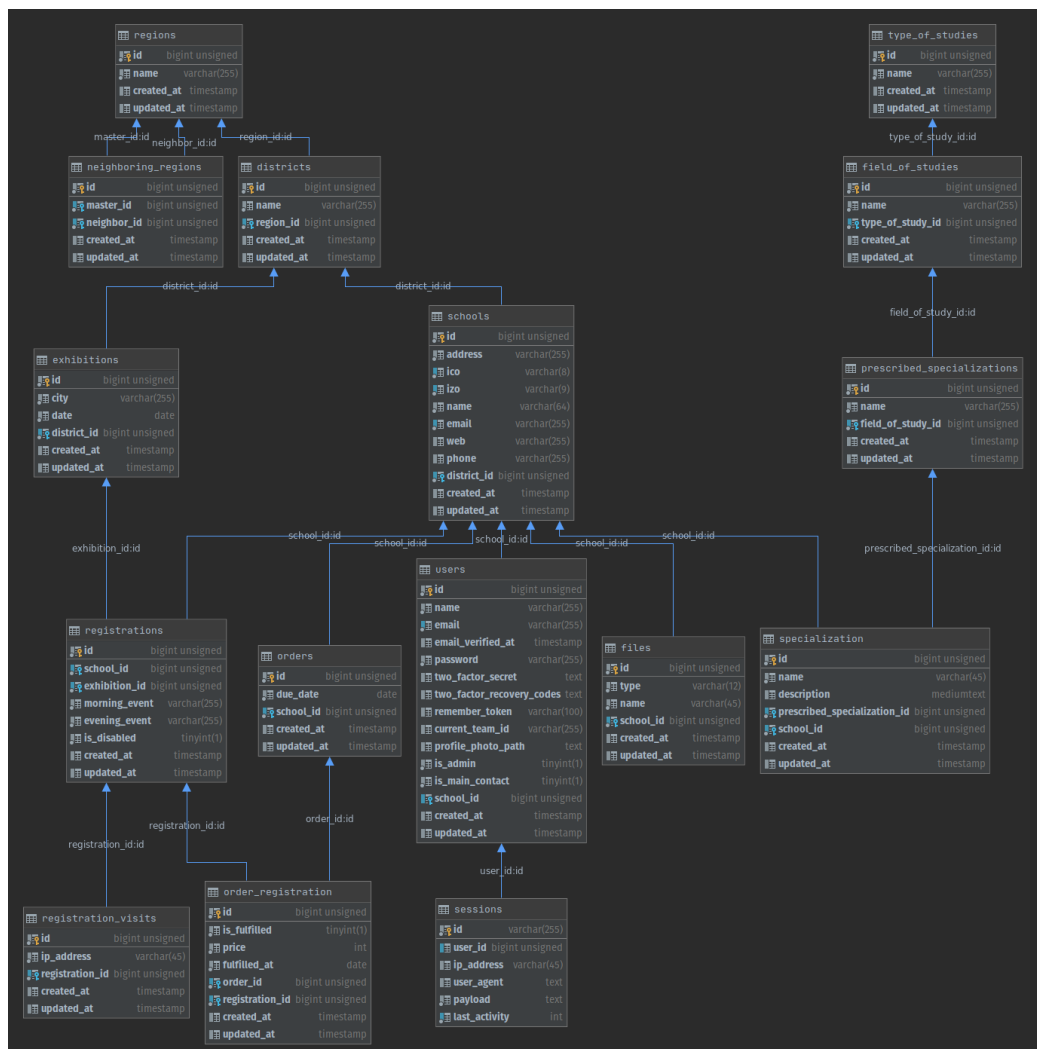 regions
id bigint unsigned
name varchar(255)
created_at timestamp
updated_at timestamp
type_of_studies
id bigint unsigned
name varchar(255)
created_at timestamp
updated_at timestamp
master_id:id
neighbor_id:id
region_id:id
type_of_study_id:id
neighboring_regions
id bigint unsigned
master_id bigint unsigned
neighbor_id bigint unsigned
created_at timestamp
updated_at timestamp
districts
id bigint unsigned
name varchar(255)
region_id bigint unsigned
created_at timestamp
updated_at timestamp
field_of_studies
id bigint unsigned
name varchar(255)
type_of_study_id bigint unsigned
created_at timestamp
updated_at timestamp
district_id:id
district_id:id
field_of_study_id:id
schools
id bigint unsigned
address varchar(255)
ico varchar(8)
izo varchar(9)
name varchar(64)
email varchar(255)
web varchar(255)
phone varchar(255)
district_id bigint unsigned
created_at timestamp
updated_at timestamp
exhibitions
id bigint unsigned
city varchar(255)
date date
district_id bigint unsigned
created_at timestamp
updated_at timestamp
prescribed_specializations
id bigint unsigned
name varchar(255)
field_of_study_id bigint unsigned
created_at timestamp
updated_at timestamp
exhibition_id:id
school_id:id
school_id:id
school_id:id
school_id:id
school_id:id
prescribed_specialization_id:id
registrations
id bigint unsigned
school_id bigint unsigned
exhibition_id bigint unsigned
morning_event varchar(255)
evening_event varchar(255)
is_disabled tinyint(1)
created_at timestamp
updated_at timestamp
orders
id bigint unsigned
due_date date
school_id bigint unsigned
created_at timestamp
updated_at timestamp
users
id bigint unsigned
name varchar(255)
email varchar(255)
email_verified_at timestamp
password varchar(255)
two_factor_secret text
two_factor_recovery_codes text
remember_token varchar(100)
current_team_id varchar(255)
profile_photo_path text
is_admin tinyint(1)
is_main_contact tinyint(1)
school_id bigint unsigned
created_at timestamp
updated_at timestamp
files
id bigint unsigned
type varchar(12)
name varchar(45)
school_id bigint unsigned
created_at timestamp
updated_at timestamp
specialization
id bigint unsigned
name varchar(45)
description mediumtext
prescribed_specialization_id bigint unsigned
school_id bigint unsigned
created_at timestamp
updated_at timestamp
registration_id:id
registration_id:id
order_id:id
user_id:id
registration_visits
id bigint unsigned
ip_address varchar(45)
registration_id bigint unsigned
created_at timestamp
updated_at timestamp
order_registration
id bigint unsigned
is_fulfilled tinyint(1)
price int
fulfilled_at date
order_id bigint unsigned
registration_id bigint unsigned
created_at timestamp
updated_at timestamp
sessions
id varchar(255)
user_id bigint unsigned
ip_address varchar(45)
user_agent text
payload text
last_activity int